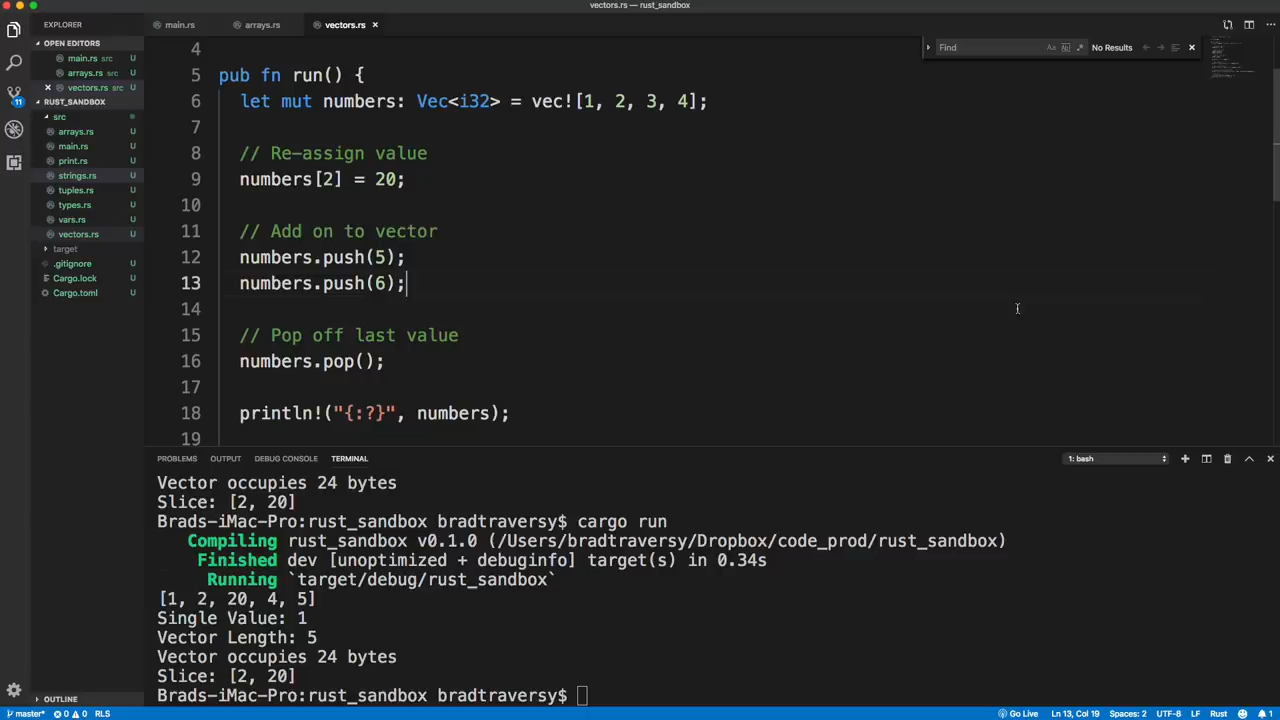 vectors.rs — rust_sandbox
EXPLORER
main.rs
arrays.rs
vectors.rs
OPEN EDITORS
main.rs src U
arrays.rs src U
vectors.rs src U
RUST_SANDBOX
src
arrays.rs U
main.rs U
print.rs U
strings.rs U
tuples.rs U
types.rs U
vars.rs U
vectors.rs U
target
.gitignore U
Cargo.lock U
Cargo.toml U
OUTLINE
11
Find
Aa
No Results
4
5 pub fn run() {
6 let mut numbers: Vec<i32> = vec![1, 2, 3, 4];
7
8 // Re-assign value
9 numbers[2] = 20;
10
11 // Add on to vector
12 numbers.push(5);
13 numbers.push(6);
14
15 // Pop off last value
16 numbers.pop();
17
18 println!("{:?}", numbers);
19
PROBLEMS OUTPUT DEBUG CONSOLE TERMINAL
1: bash
Vector occupies 24 bytes
Slice: [2, 20]
Brads-iMac-Pro:rust_sandbox bradtraversy$ cargo run
Compiling rust_sandbox v0.1.0 (/Users/bradtraversy/Dropbox/code_prod/rust_sandbox)
Finished dev [unoptimized + debuginfo] target(s) in 0.34s
Running `target/debug/rust_sandbox`
[1, 2, 20, 4, 5]
Single Value: 1
Vector Length: 5
Vector occupies 24 bytes
Slice: [2, 20]
Brads-iMac-Pro:rust_sandbox bradtraversy$
master* 0 0 RLS
Go Live Ln 13, Col 19 Spaces: 2 UTF-8 LF Rust 1